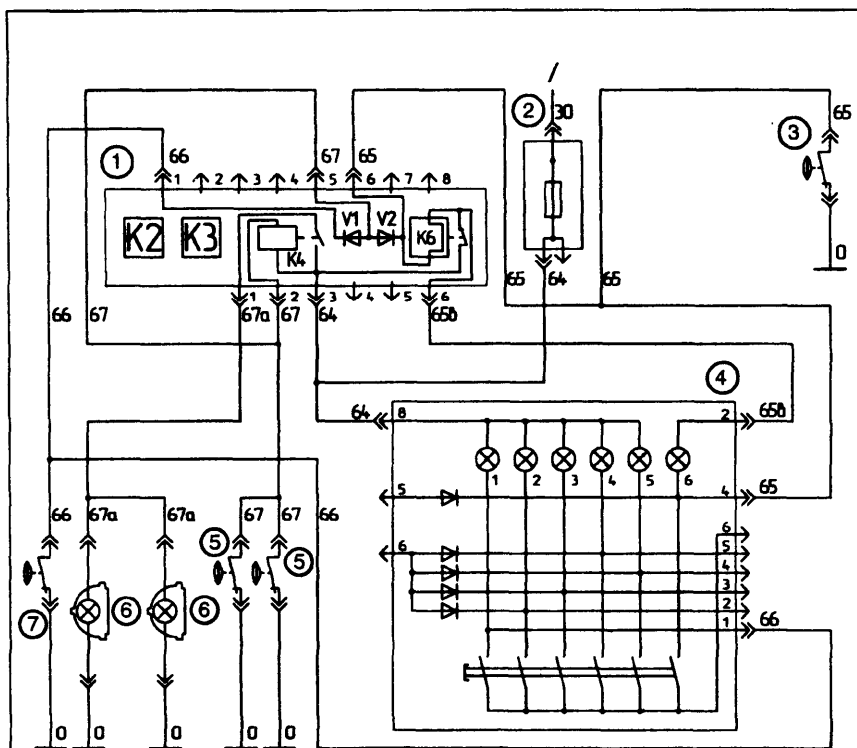 2 30
65
3
1 66 67 65
1 2 3 4 5 6 7 8
V1 V2
K2 K3 K4 K6
0
1 2 3 4 5 6
67a 67 64 65B
64
65 65
66 67
4
64 8 2 65B
1 2 3 4 5 6
5 4 65
66 67a 67a 67 67 66
6
6 5
5 5
4
3
2
1 66
7 6 6
0 0 0 0 0